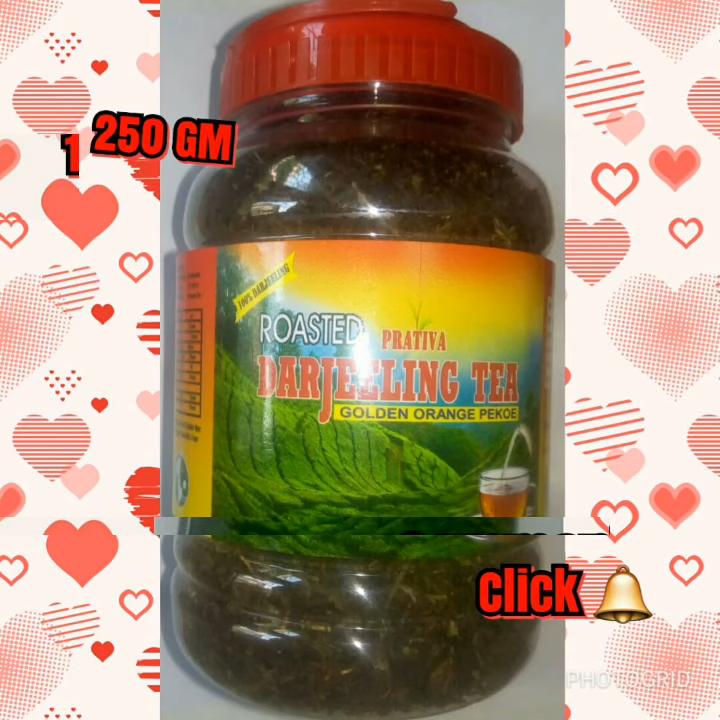 1 250 GM
100% DARJEELING
ROASTED PRATIVA
DARJEELING TEA
GOLDEN ORANGE PEKOE
click 🔔
PHOTOGRID